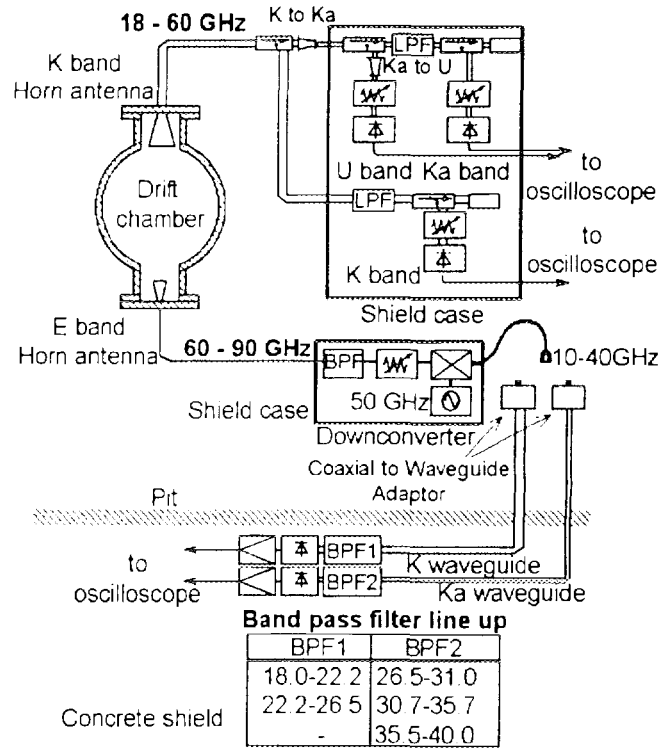 18 - 60 GHz
K to Ka
K band
Horn antenna
LPF
Ka to U
Drift
chamber
U band
Ka band
to
oscilloscope
LPF
to
oscilloscope
K band
Shield case
E band
Horn antenna
60 - 90 GHz
BPF
10-40GHz
50 GHz
Shield case
Downconverter
Coaxial to Waveguide
Adaptor
Pit
to
oscilloscope
BPF1
K waveguide
BPF2
Ka waveguide
Band pass filter line up
BPF1 BPF2
18.0-22.2 26.5-31.0
22.2-26.5 30.7-35.7
- 35.5-40.0
Concrete shield